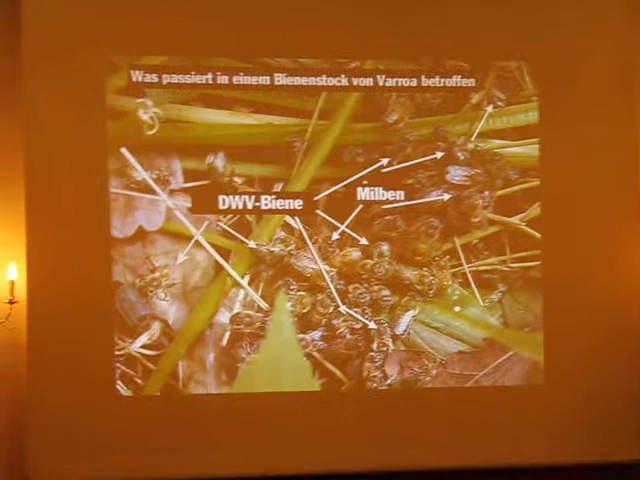 Was passiert in einem Bienenstock von Varroa betroffen
DWV-Biene
Milben